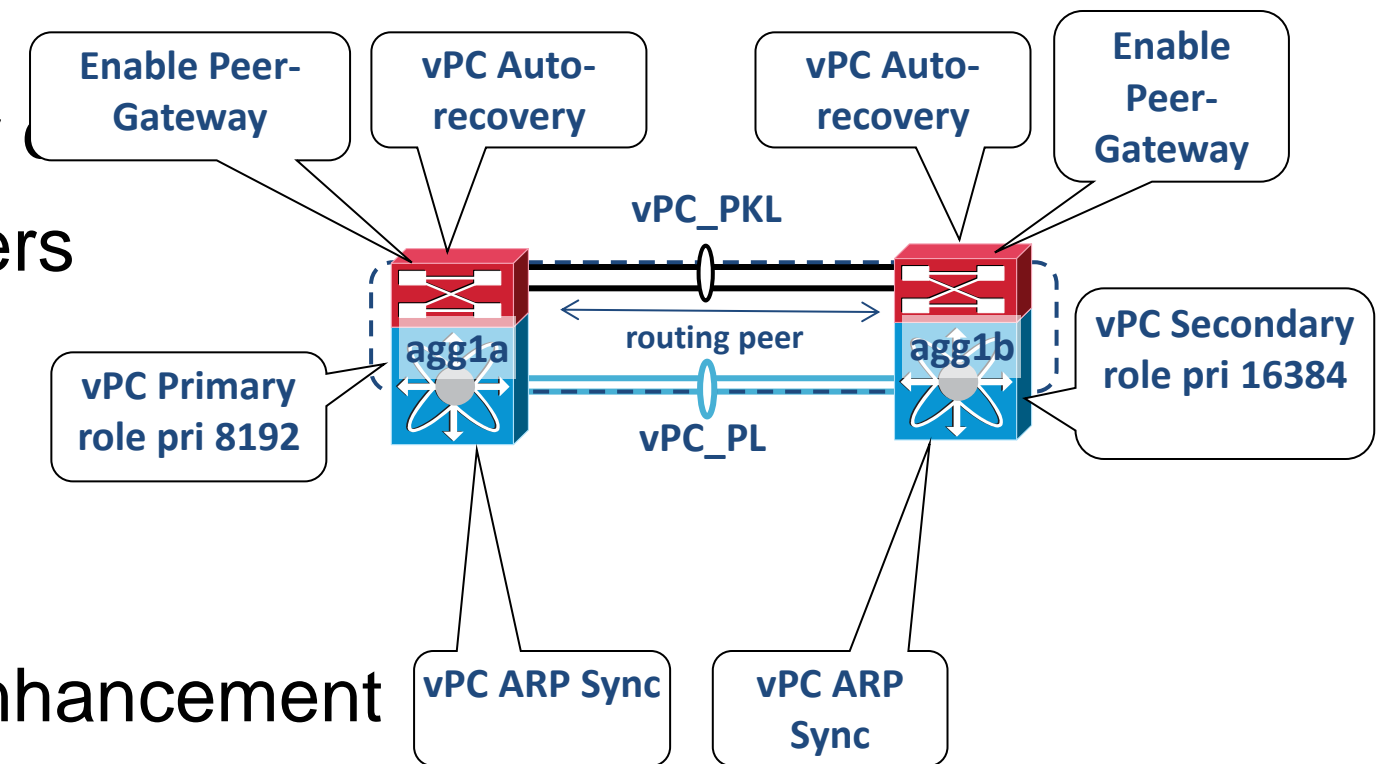 Enable Peer-
Gateway
vPC Auto-
recovery
vPC Auto-
recovery
Enable
Peer-
Gateway
ers
vPC_PKL
routing peer
agg1a
agg1b
vPC Primary
role pri 8192
vPC Secondary
role pri 16384
vPC_PL
nhancement
vPC ARP Sync
vPC ARP
Sync